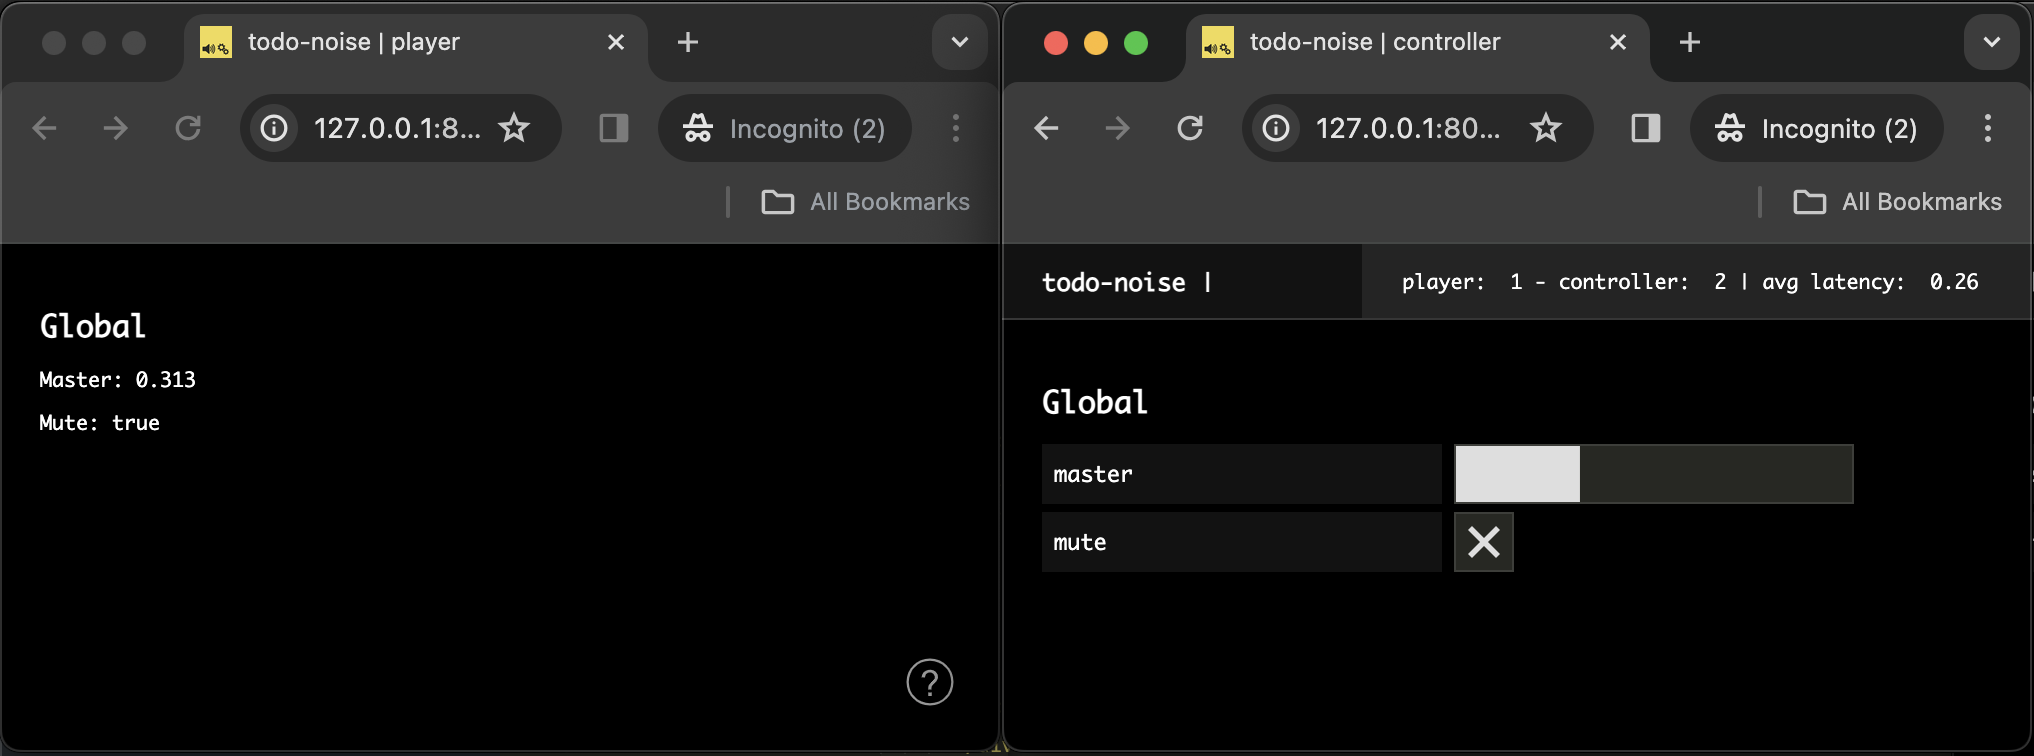 todo-noise | player
127.0.0.1:8...
Incognito (2)
All Bookmarks
Global
Master: 0.313
Mute: true
?
todo-noise | controller
127.0.0.1:80...
Incognito (2)
All Bookmarks
todo-noise |
player: 1 - controller: 2 | avg latency: 0.26
Global
master
mute